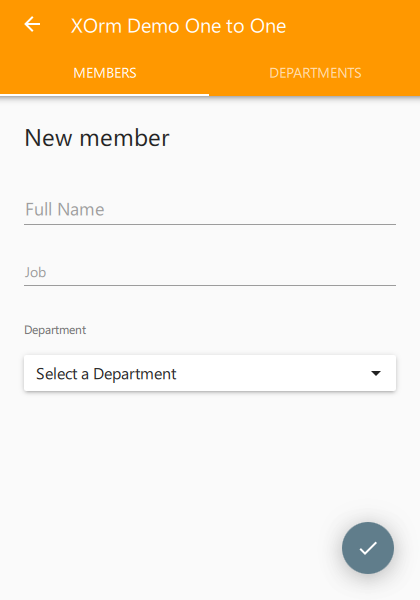 XOrm Demo One to One
MEMBERS
DEPARTMENTS
New member
Full Name
Job
Department
Select a Department